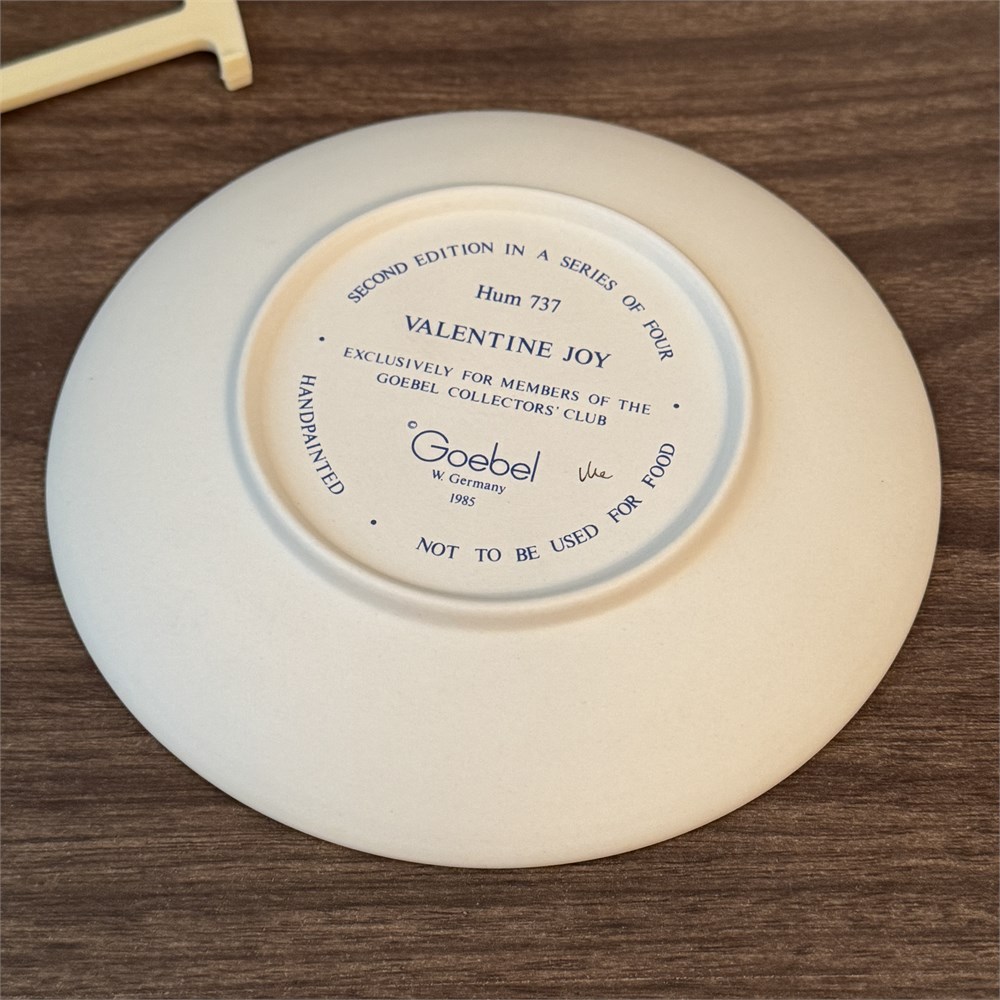 SECOND EDITION IN A SERIES OF FOUR
Hum 737
VALENTINE JOY
EXCLUSIVELY FOR MEMBERS OF THE
GOEBEL COLLECTORS' CLUB
© Goebel
W. Germany
1985
HANDPAINTED
NOT TO BE USED FOR FOOD